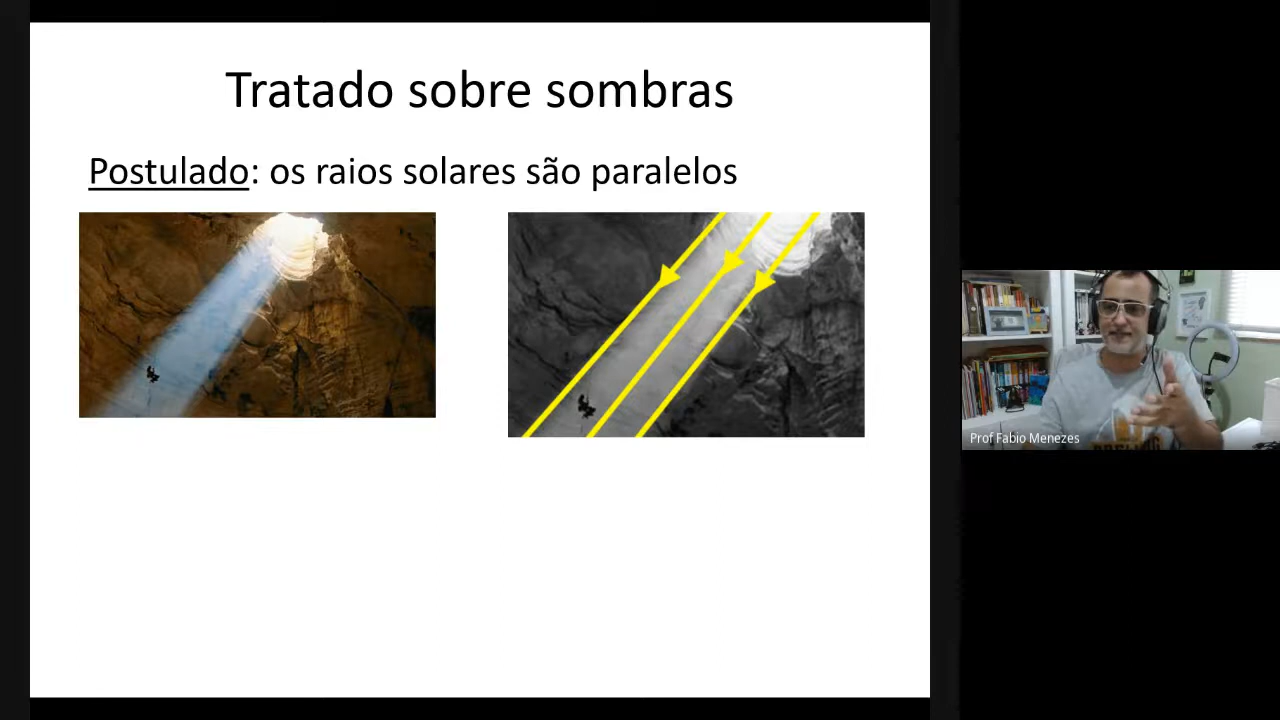 Tratado sobre sombras
Postulado: os raios solares são paralelos
Prof Fabio Menezes